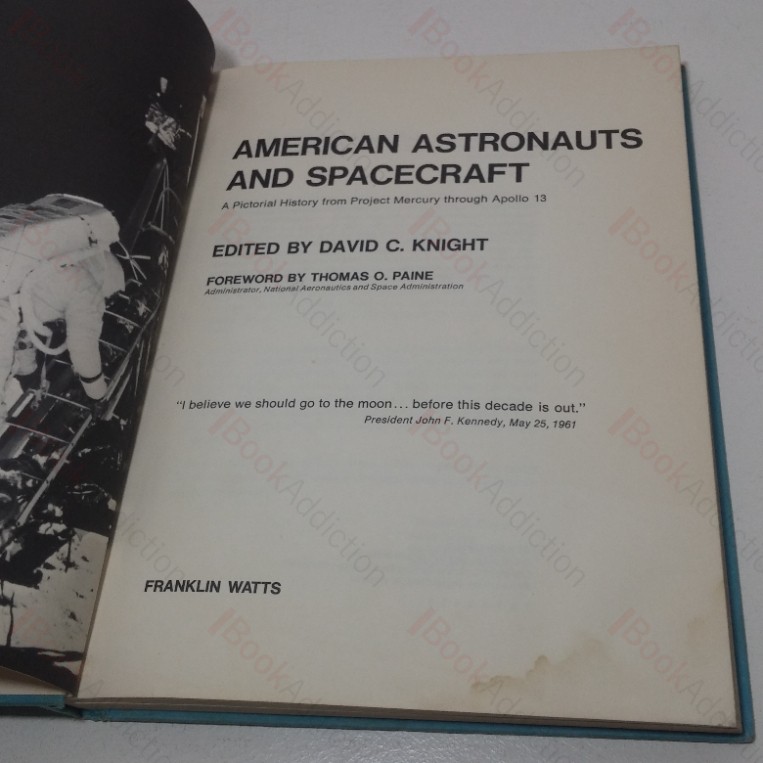 AMERICAN ASTRONAUTS
AND SPACECRAFT
A Pictorial History from Project Mercury through Apollo 13
EDITED BY DAVID C. KNIGHT
FOREWORD BY THOMAS O. PAINE
Administrator, National Aeronautics and Space Administration
"I believe we should go to the moon... before this decade is out."
President John F. Kennedy, May 25, 1961
FRANKLIN WATTS
BookAddiction